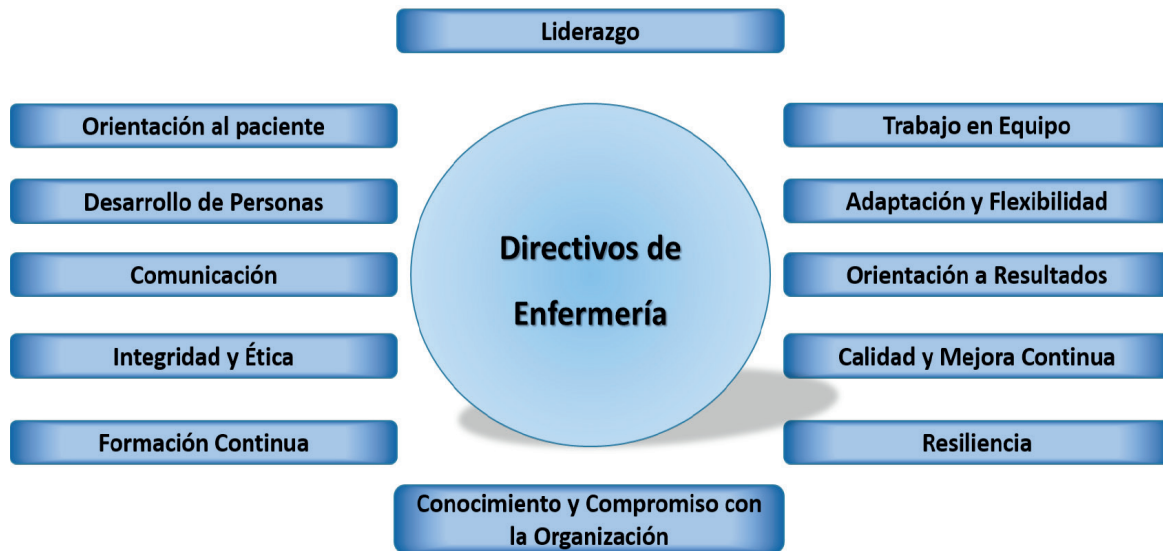 Liderazgo
Orientación al paciente
Desarrollo de Personas
Comunicación
Integridad y Ética
Formación Continua
Directivos de
Enfermería
Trabajo en Equipo
Adaptación y Flexibilidad
Orientación a Resultados
Calidad y Mejora Continua
Resiliencia
Conocimiento y Compromiso con
la Organización